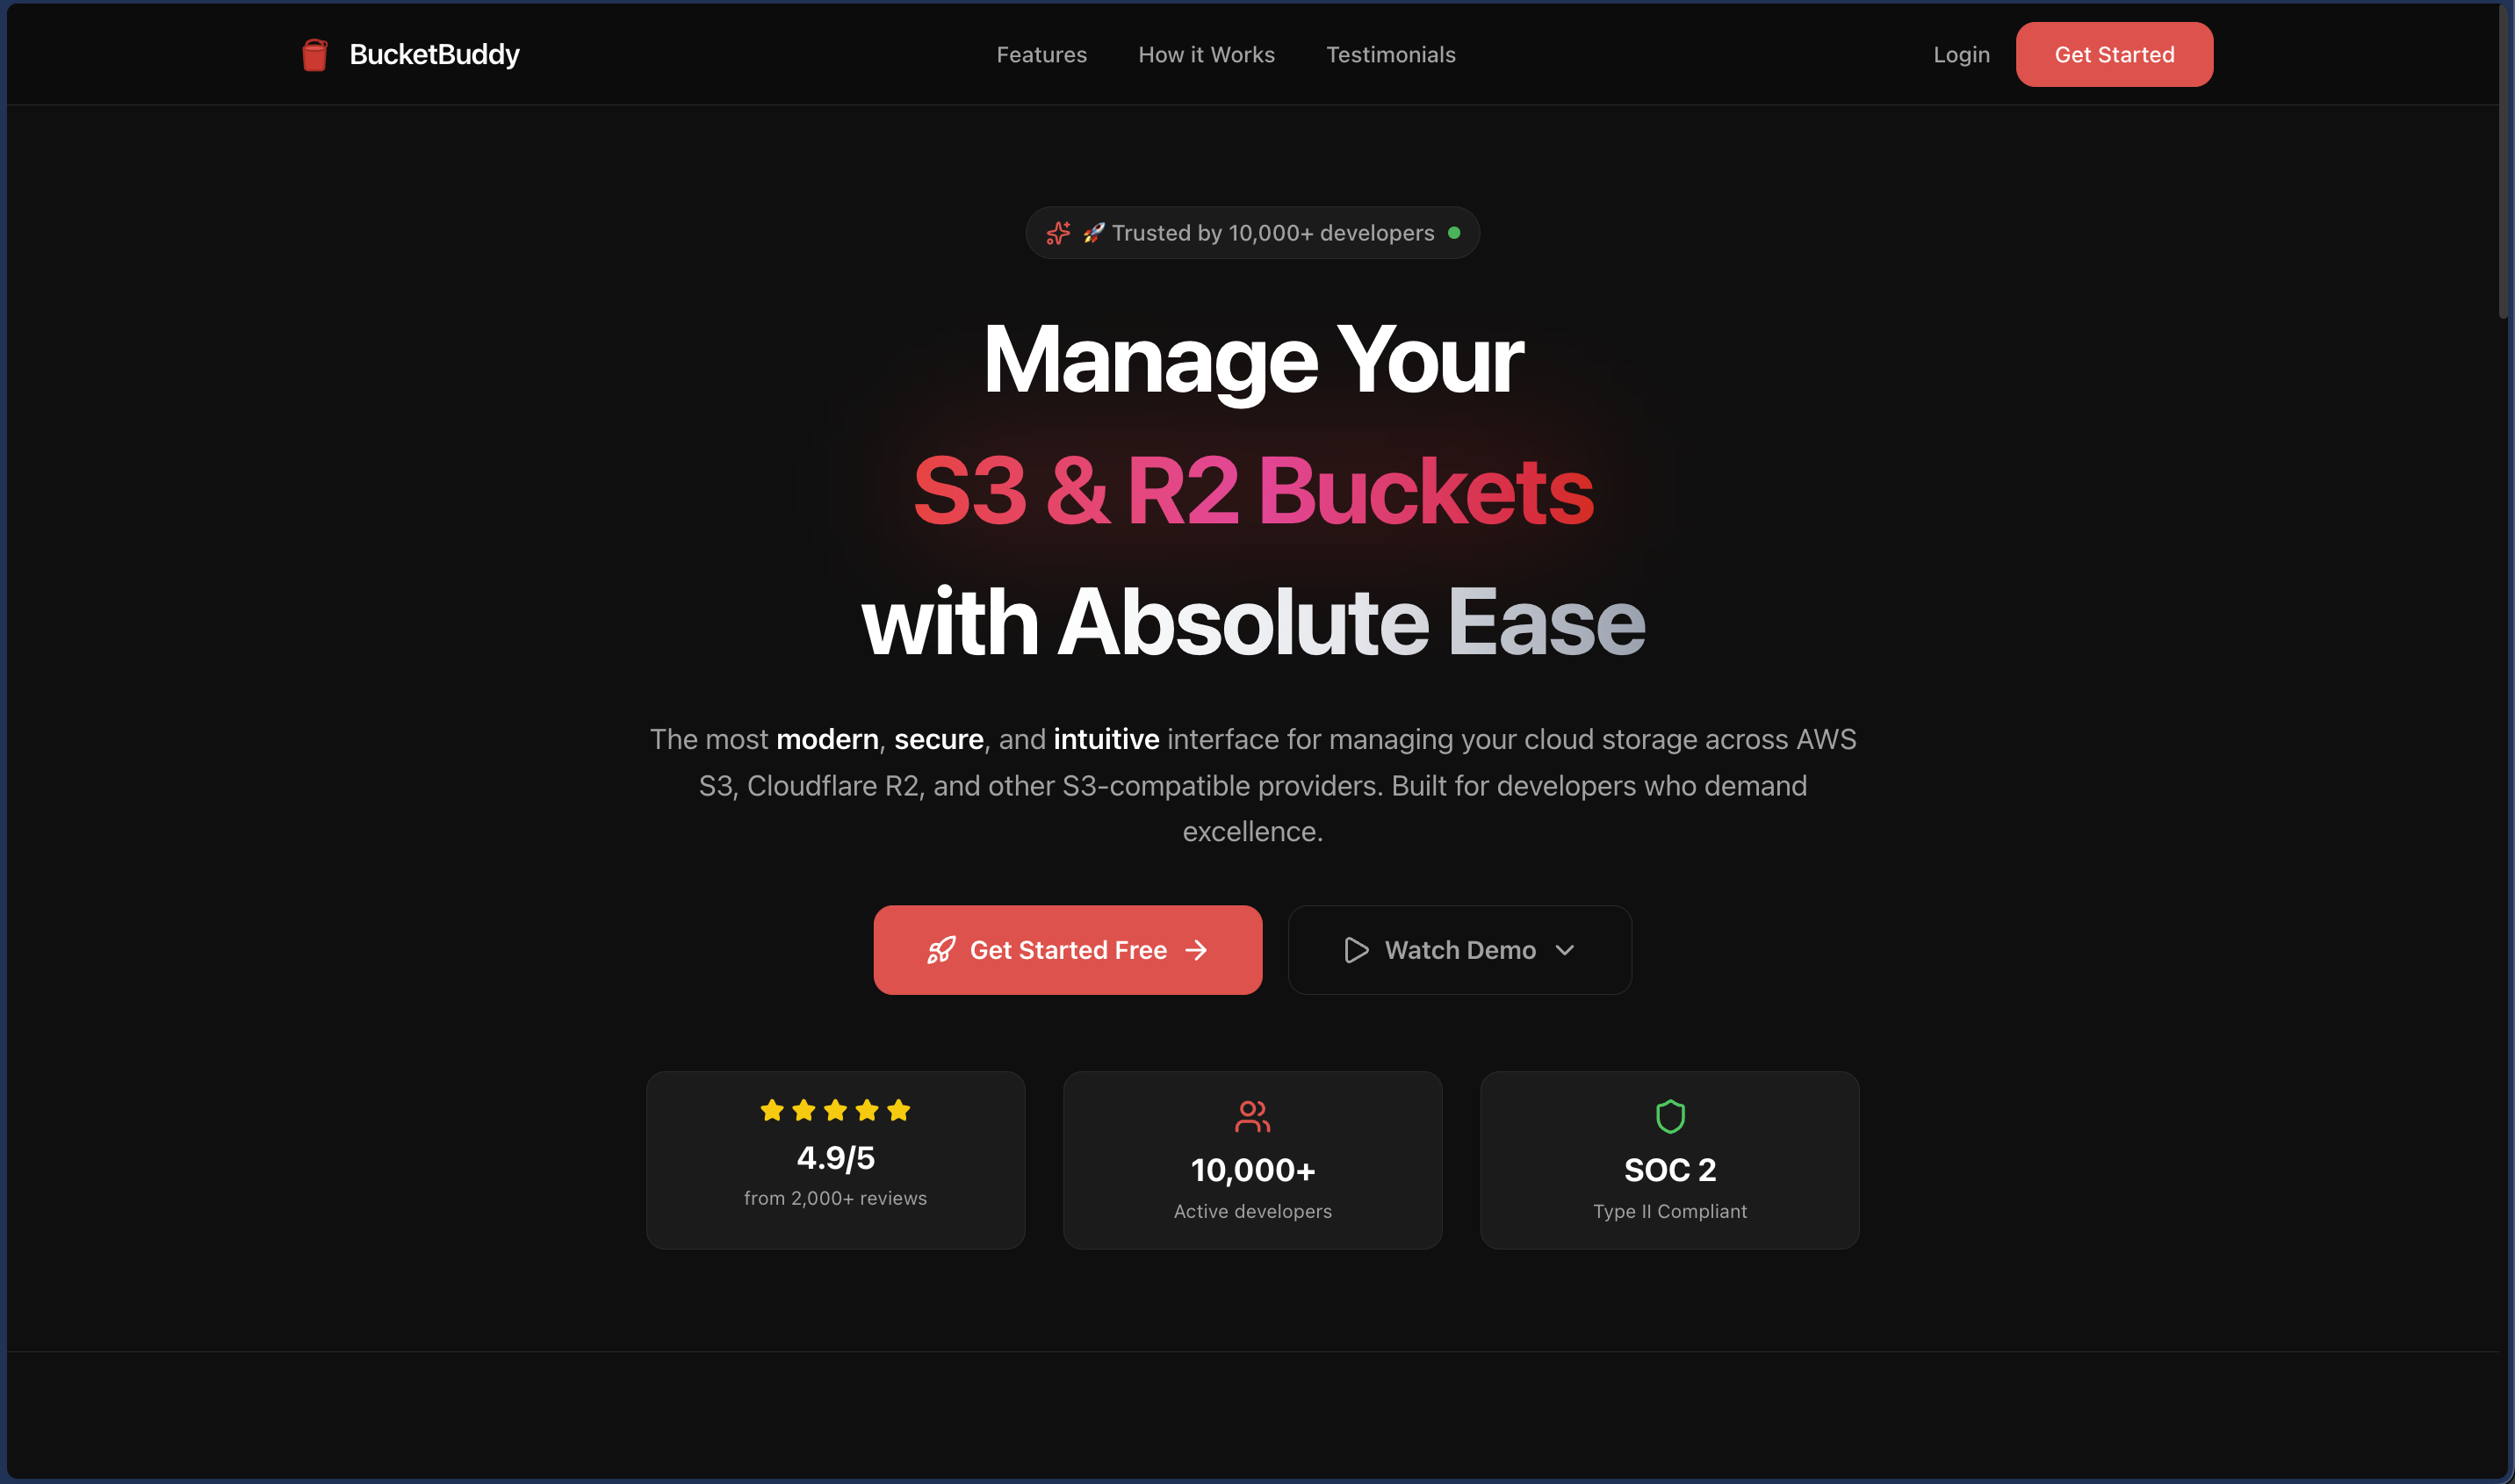 BucketBuddy
Features
How it Works
Testimonials
Login
Get Started
🚀 Trusted by 10,000+ developers
Manage Your
S3 & R2 Buckets
with Absolute Ease
The most modern, secure, and intuitive interface for managing your cloud storage across AWS
S3, Cloudflare R2, and other S3-compatible providers. Built for developers who demand
excellence.
Get Started Free
Watch Demo
4.9/5
from 2,000+ reviews
10,000+
Active developers
SOC 2
Type II Compliant